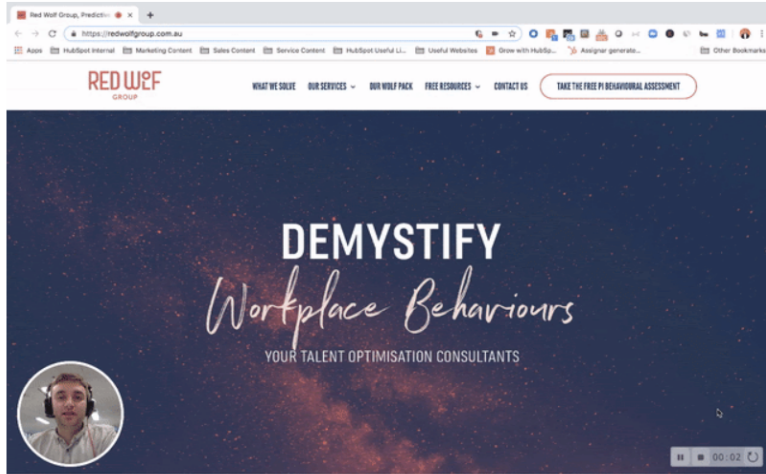 Red Wolf Group, Predictive
https://redwolfgroup.com.au
Apps HubSpot Internal Marketing Content Sales Content Service Content HubSpot Useful Li... Useful Websites Grow with HubSp... Assignar generato... Other Bookmarks
RED WOLF
GROUP
WHAT WE SOLVE OUR SERVICES OUR WOLF PACK FREE RESOURCES CONTACT US TAKE THE FREE PI BEHAVIOURAL ASSESSMENT
DEMYSTIFY
Workplace Behaviours
YOUR TALENT OPTIMISATION CONSULTANTS
00:02